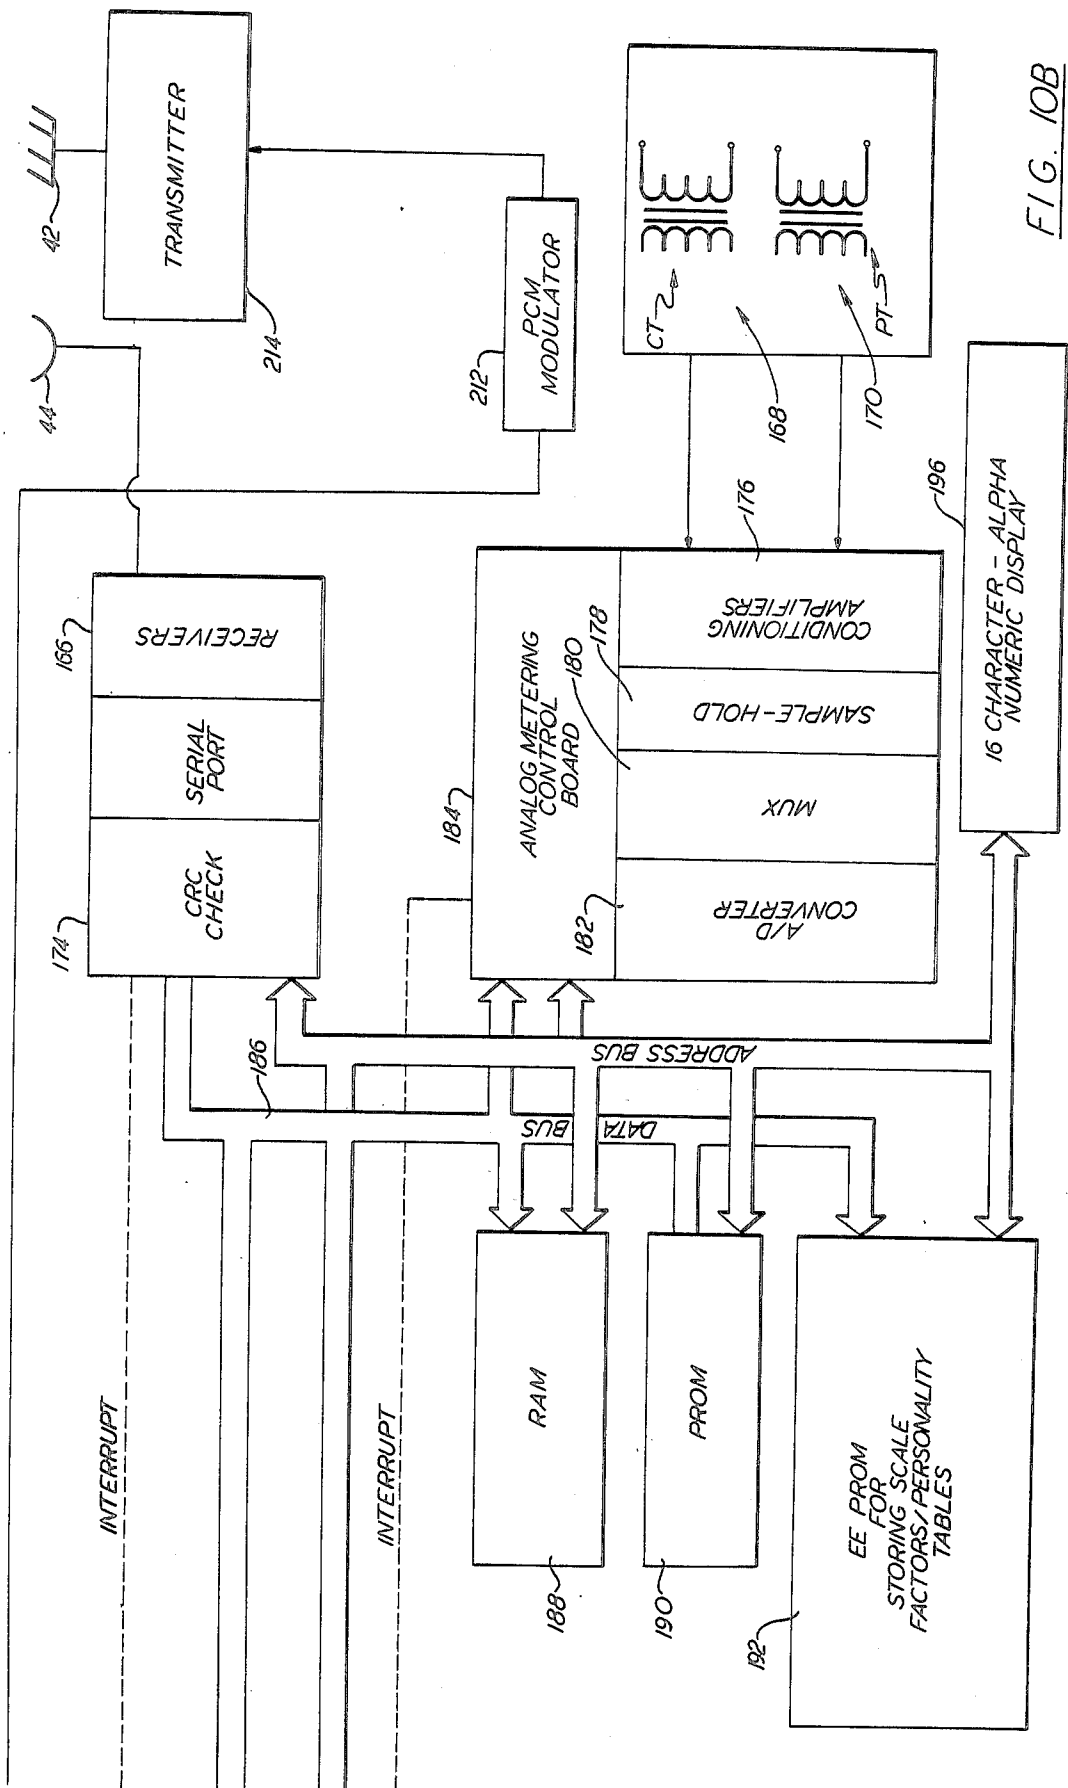 42
44
TRANSMITTER
214
INTERRUPT
174
CRC
CHECK
SERIAL
PORT
166
RECEIVERS
212
PCM
MODULATOR
186
INTERRUPT
184
ANALOG METERING
CONTROL
BOARD
182
A/D
CONVERTER
MUX
180
SAMPLE-HOLD
178
CONDITIONING
AMPLIFIERS
176
CT-2
168
PT-5
170
ADDRESS BUS
DATA BUS
RAM
188
PROM
190
EE PROM
FOR
STORING SCALE
FACTORS/PERSONALITY
TABLES
192
16 CHARACTER - ALPHA
NUMERIC DISPLAY
196
FIG. 10B